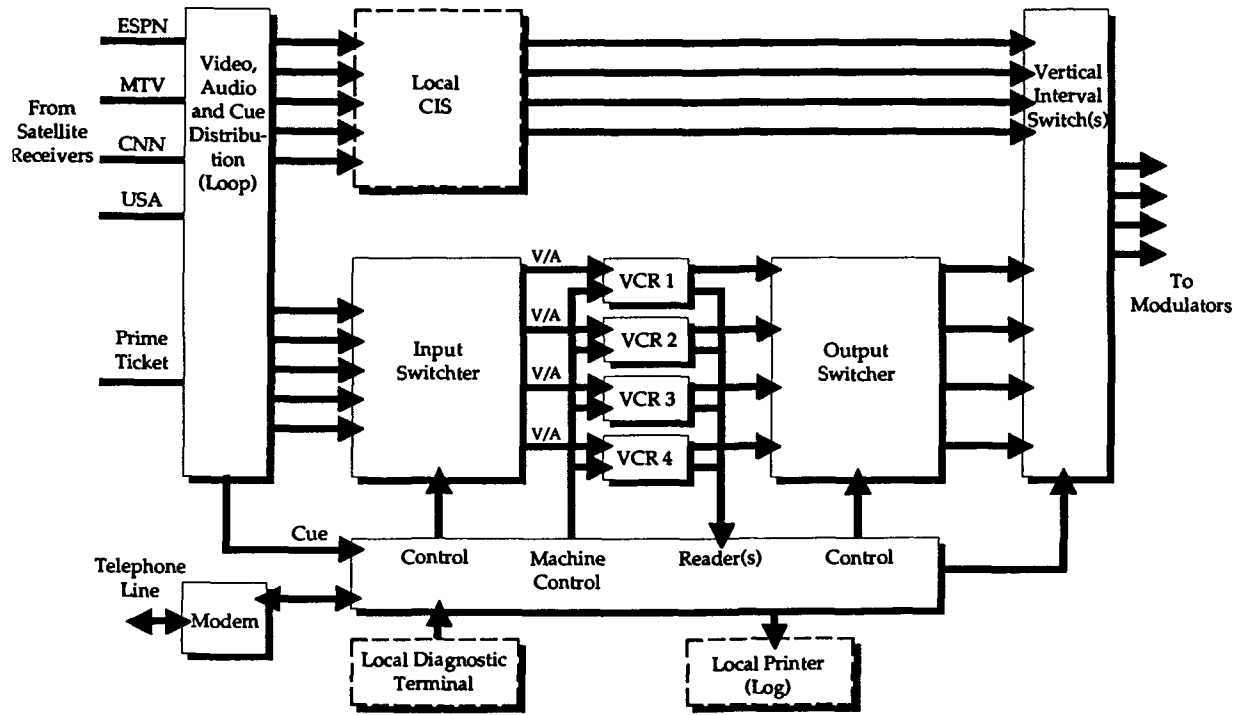 ESPN
MTV
From
Satellite
Receivers
CNN
USA
Prime
Ticket
Video,
Audio
and Cue
Distribu-
tion
(Loop)
Local
CIS
Vertical
Interval
Switch(s)
To
Modulators
Input
Switchter
V/A
V/A
V/A
V/A
VCR 1
VCR 2
VCR 3
VCR 4
Output
Switcher
Cue
Control
Machine
Control
Reader(s)
Control
Telephone
Line
Modem
Local Diagnostic
Terminal
Local Printer
(Log)